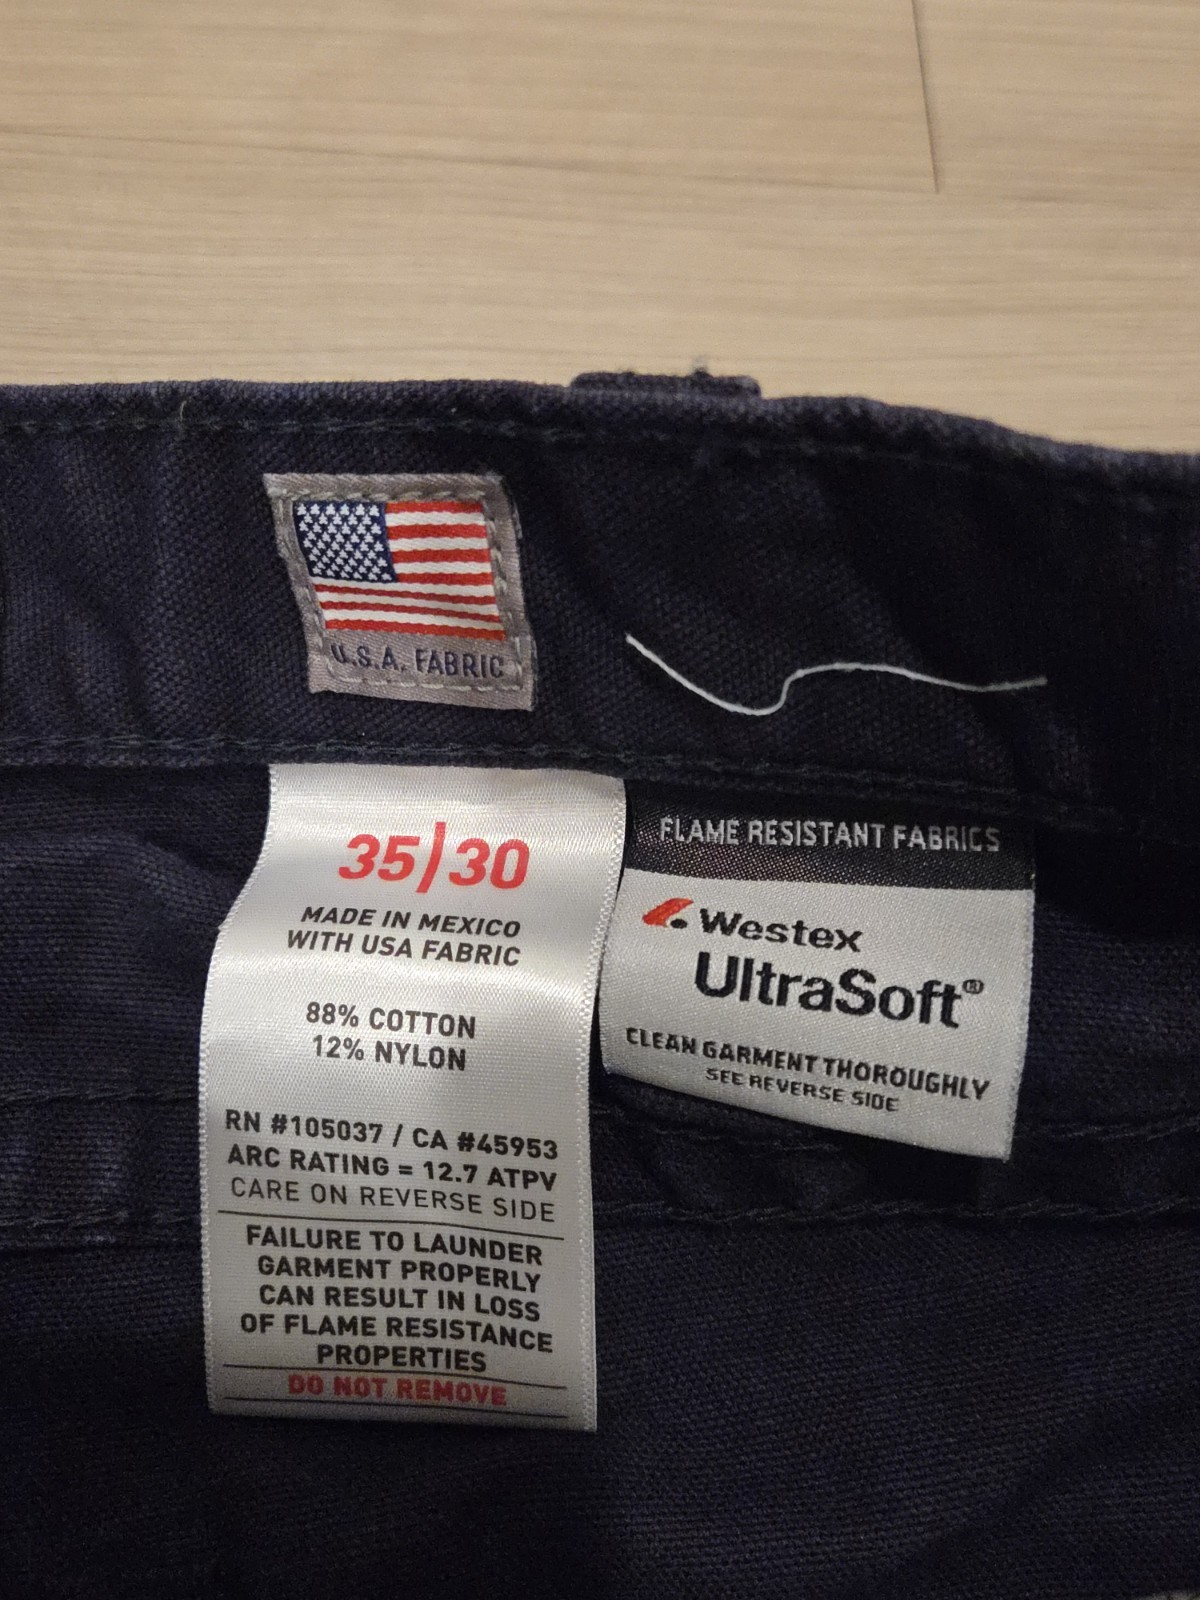 U.S.A. FABRIC
35/30
MADE IN MEXICO
WITH USA FABRIC
88% COTTON
12% NYLON
RN #105037 / CA #45953
ARC RATING = 12.7 ATPV
CARE ON REVERSE SIDE
FAILURE TO LAUNDER
GARMENT PROPERLY
CAN RESULT IN LOSS
OF FLAME RESISTANCE
PROPERTIES
DO NOT REMOVE
FLAME RESISTANT FABRICS
Westex
UltraSoft®
CLEAN GARMENT THOROUGHLY
SEE REVERSE SIDE